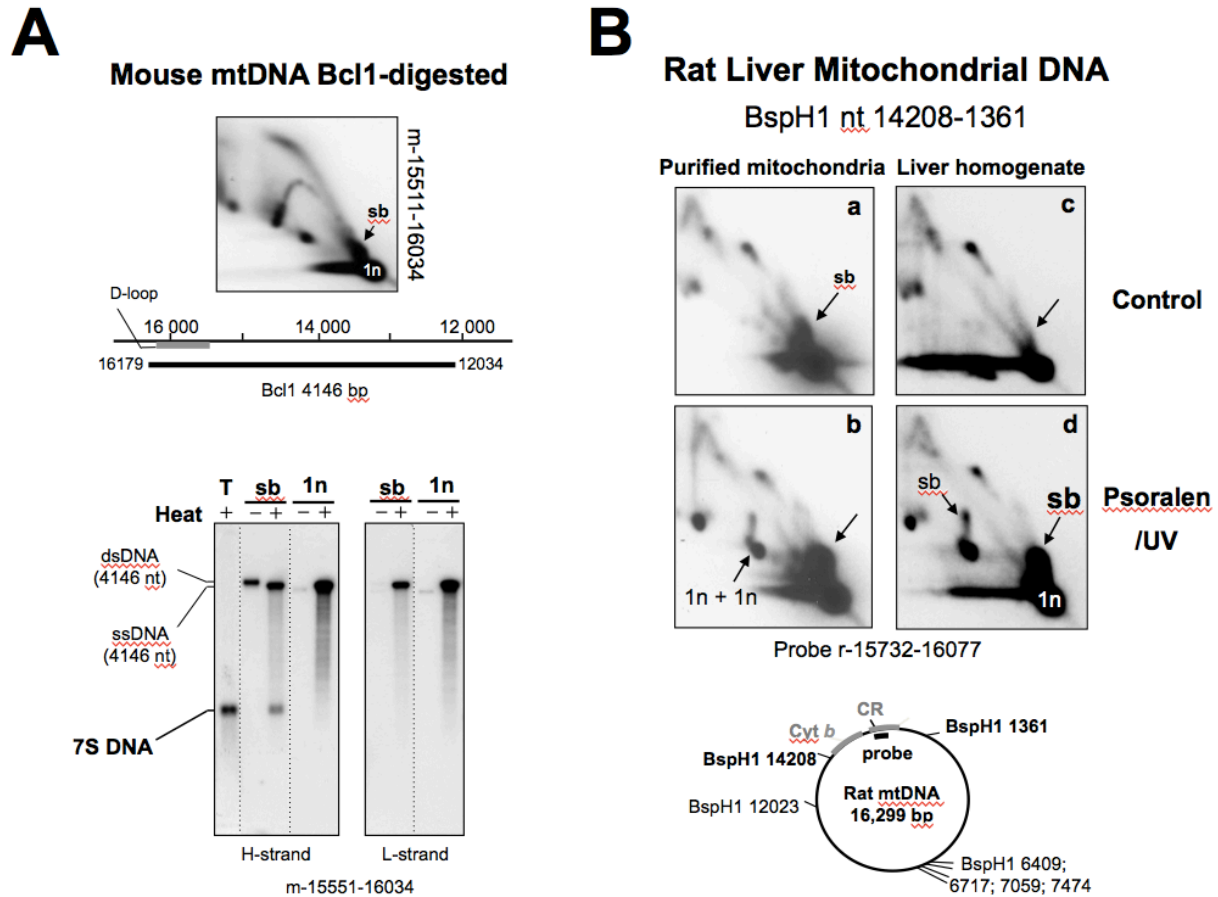 A
Mouse mtDNA Bcl1-digested
m-15511-16034
sb
1n
D-loop
16 000 14 000 12,000
16179 12034
Bcl1 4146 bp
T sb 1n sb 1n
Heat + − + − + − + − +
dsDNA
(4146 nt)
ssDNA
(4146 nt)
7S DNA
H-strand L-strand
m-15551-16034
B
Rat Liver Mitochondrial DNA
BspH1 nt 14208-1361
Purified mitochondria Liver homogenate
a c
sb
Control
b d
sb sb
Psoralen
/UV
1n + 1n
1n
Probe r-15732-16077
CR
Cyt b
BspH1 1361
probe
BspH1 14208
Rat mtDNA
16,299 bp
BspH1 12023
BspH1 6409;
6717; 7059; 7474